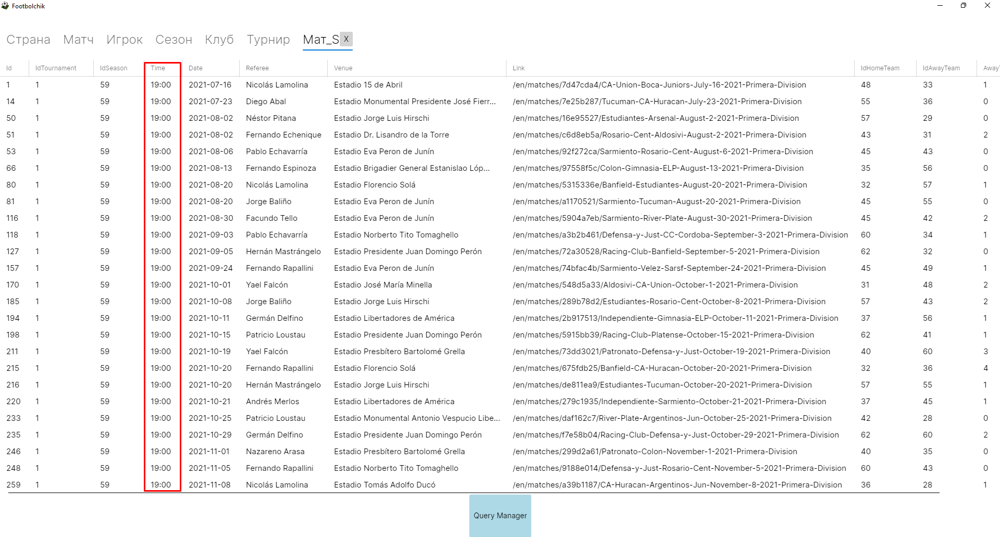 Footbolchik
Страна Матч Игрок Сезон Клуб Турнир Мат_S X
Id IdTournament IdSeason Time Date Referee Venue Link IdHomeTeam IdAwayTeam AwayT
1 1 59 19:00 2021-07-16 Nicolás Lamolina Estadio 15 de Abril /en/matches/7d47cda4/CA-Union-Boca-Juniors-July-16-2021-Primera-Division 48 33 1
14 1 59 19:00 2021-07-23 Diego Abal Estadio Monumental Presidente José Fierr... /en/matches/7e25b287/Tucuman-CA-Huracan-July-23-2021-Primera-Division 55 36 0
50 1 59 19:00 2021-08-02 Néstor Pitana Estadio Jorge Luis Hirschi /en/matches/16e95527/Estudiantes-Arsenal-August-2-2021-Primera-Division 57 29 0
51 1 59 19:00 2021-08-02 Fernando Echenique Estadio Dr. Lisandro de la Torre /en/matches/c6d8eb5a/Rosario-Cent-Aldosivi-August-2-2021-Primera-Division 43 31 2
53 1 59 19:00 2021-08-06 Pablo Echavarría Estadio Eva Peron de Junín /en/matches/92f272ca/Sarmiento-Rosario-Cent-August-6-2021-Primera-Division 45 43 0
66 1 59 19:00 2021-08-13 Fernando Espinoza Estadio Brigadier General Estanislao Lóp... /en/matches/97558f5c/Colon-Gimnasia-ELP-August-13-2021-Primera-Division 35 56 0
80 1 59 19:00 2021-08-20 Nicolás Lamolina Estadio Florencio Solá /en/matches/5315336e/Banfield-Estudiantes-August-20-2021-Primera-Division 32 57 1
81 1 59 19:00 2021-08-20 Jorge Baliño Estadio Eva Peron de Junín /en/matches/a1170521/Sarmiento-Tucuman-August-20-2021-Primera-Division 45 55 0
116 1 59 19:00 2021-08-30 Facundo Tello Estadio Eva Peron de Junín /en/matches/5904a7eb/Sarmiento-River-Plate-August-30-2021-Primera-Division 45 42 2
118 1 59 19:00 2021-09-03 Pablo Echavarría Estadio Norberto Tito Tomaghello /en/matches/a3b2b461/Defensa-y-Just-CC-Cordoba-September-3-2021-Primera-Division 60 34 1
127 1 59 19:00 2021-09-05 Hernán Mastrángelo Estadio Presidente Juan Domingo Perón /en/matches/72a30528/Racing-Club-Banfield-September-5-2021-Primera-Division 62 32 0
157 1 59 19:00 2021-09-24 Fernando Rapallini Estadio Eva Peron de Junín /en/matches/74bfac4b/Sarmiento-Velez-Sarsf-September-24-2021-Primera-Division 45 49 1
170 1 59 19:00 2021-10-01 Yael Falcón Estadio José María Minella /en/matches/548d5a33/Aldosivi-CA-Union-October-1-2021-Primera-Division 31 48 2
185 1 59 19:00 2021-10-08 Jorge Baliño Estadio Jorge Luis Hirschi /en/matches/289b78d2/Estudiantes-Rosario-Cent-October-8-2021-Primera-Division 57 43 2
194 1 59 19:00 2021-10-11 Germán Delfino Estadio Libertadores de América /en/matches/2b917513/Independiente-Gimnasia-ELP-October-11-2021-Primera-Division 37 56 1
198 1 59 19:00 2021-10-15 Patricio Loustau Estadio Presidente Juan Domingo Perón /en/matches/5915bb39/Racing-Club-Platense-October-15-2021-Primera-Division 62 41 1
211 1 59 19:00 2021-10-19 Yael Falcón Estadio Presbítero Bartolomé Grella /en/matches/73dd3021/Patronato-Defensa-y-Just-October-19-2021-Primera-Division 40 60 3
215 1 59 19:00 2021-10-20 Fernando Rapallini Estadio Florencio Solá /en/matches/675fdb25/Banfield-CA-Huracan-October-20-2021-Primera-Division 32 36 4
216 1 59 19:00 2021-10-20 Hernán Mastrángelo Estadio Jorge Luis Hirschi /en/matches/de811ea9/Estudiantes-Tucuman-October-20-2021-Primera-Division 57 55 1
220 1 59 19:00 2021-10-21 Andrés Merlos Estadio Libertadores de América /en/matches/279c1935/Independiente-Sarmiento-October-21-2021-Primera-Division 37 45 1
233 1 59 19:00 2021-10-25 Patricio Loustau Estadio Monumental Antonio Vespucio Libe... /en/matches/daf162c7/River-Plate-Argentinos-Jun-October-25-2021-Primera-Division 42 28 0
235 1 59 19:00 2021-10-29 Germán Delfino Estadio Presidente Juan Domingo Perón /en/matches/f7e58b04/Racing-Club-Defensa-y-Just-October-29-2021-Primera-Division 62 60 2
246 1 59 19:00 2021-11-01 Nazareno Arasa Estadio Presbítero Bartolomé Grella /en/matches/299d2a61/Patronato-Colon-November-1-2021-Primera-Division 40 35 0
248 1 59 19:00 2021-11-05 Fernando Rapallini Estadio Norberto Tito Tomaghello /en/matches/9188e014/Defensa-y-Just-Rosario-Cent-November-5-2021-Primera-Division 60 43 0
259 1 59 19:00 2021-11-08 Nicolás Lamolina Estadio Tomás Adolfo Ducó /en/matches/a39b1187/CA-Huracan-Argentinos-Jun-November-8-2021-Primera-Division 36 28 1
Query Manager